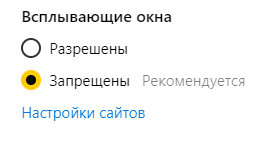 Всплывающие окна
Разрешены
Запрещены Рекомендуется
Настройки сайтов